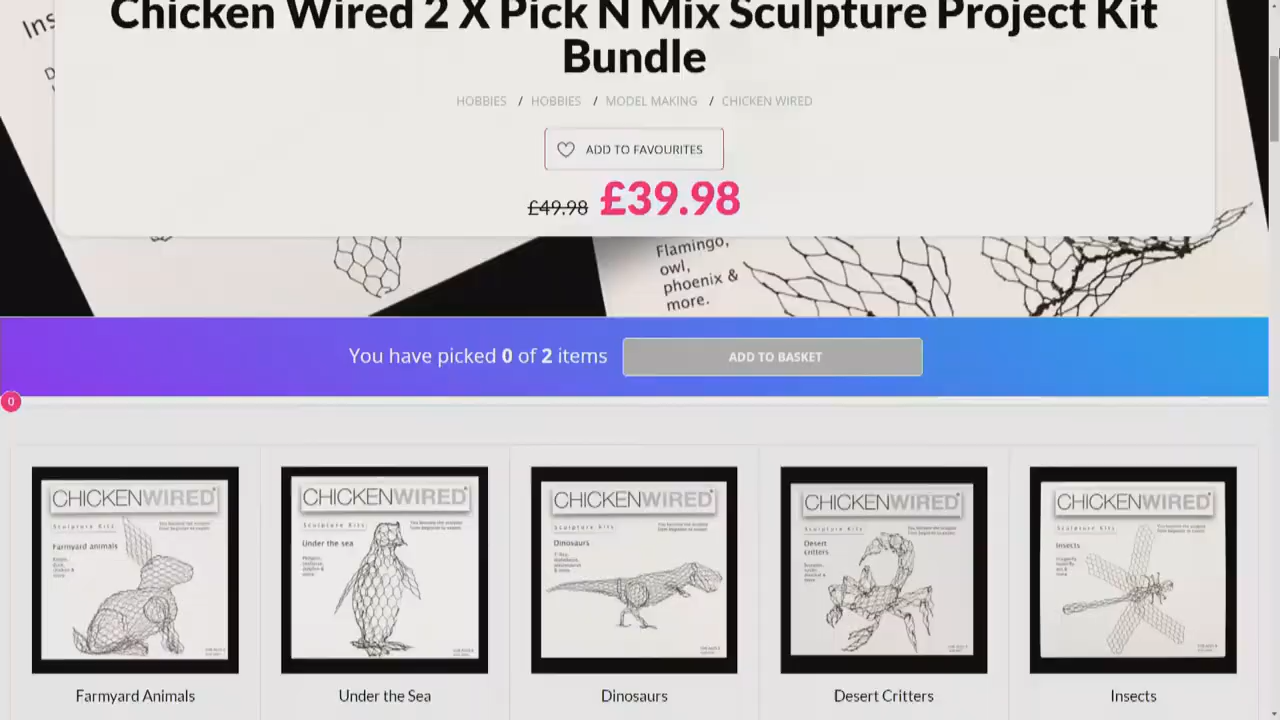 Chicken Wired 2 X Pick N Mix Sculpture Project Kit
Bundle
HOBBIES / HOBBIES / MODEL MAKING / CHICKEN WIRED
ADD TO FAVOURITES
£49.98 £39.98
Flamingo,
owl,
phoenix &
more.
You have picked 0 of 2 items
ADD TO BASKET
0
CHICKENWIRED
Sculpture Kits
Farmyard animals
Farmyard Animals
CHICKENWIRED
Sculpture Kits
Under the sea
Under the Sea
CHICKENWIRED
Sculpture Kits
Dinosaurs
Dinosaurs
CHICKENWIRED
Sculpture Kits
Desert
critters
Desert Critters
CHICKENWIRED
Sculpture Kits
Insects
Insects